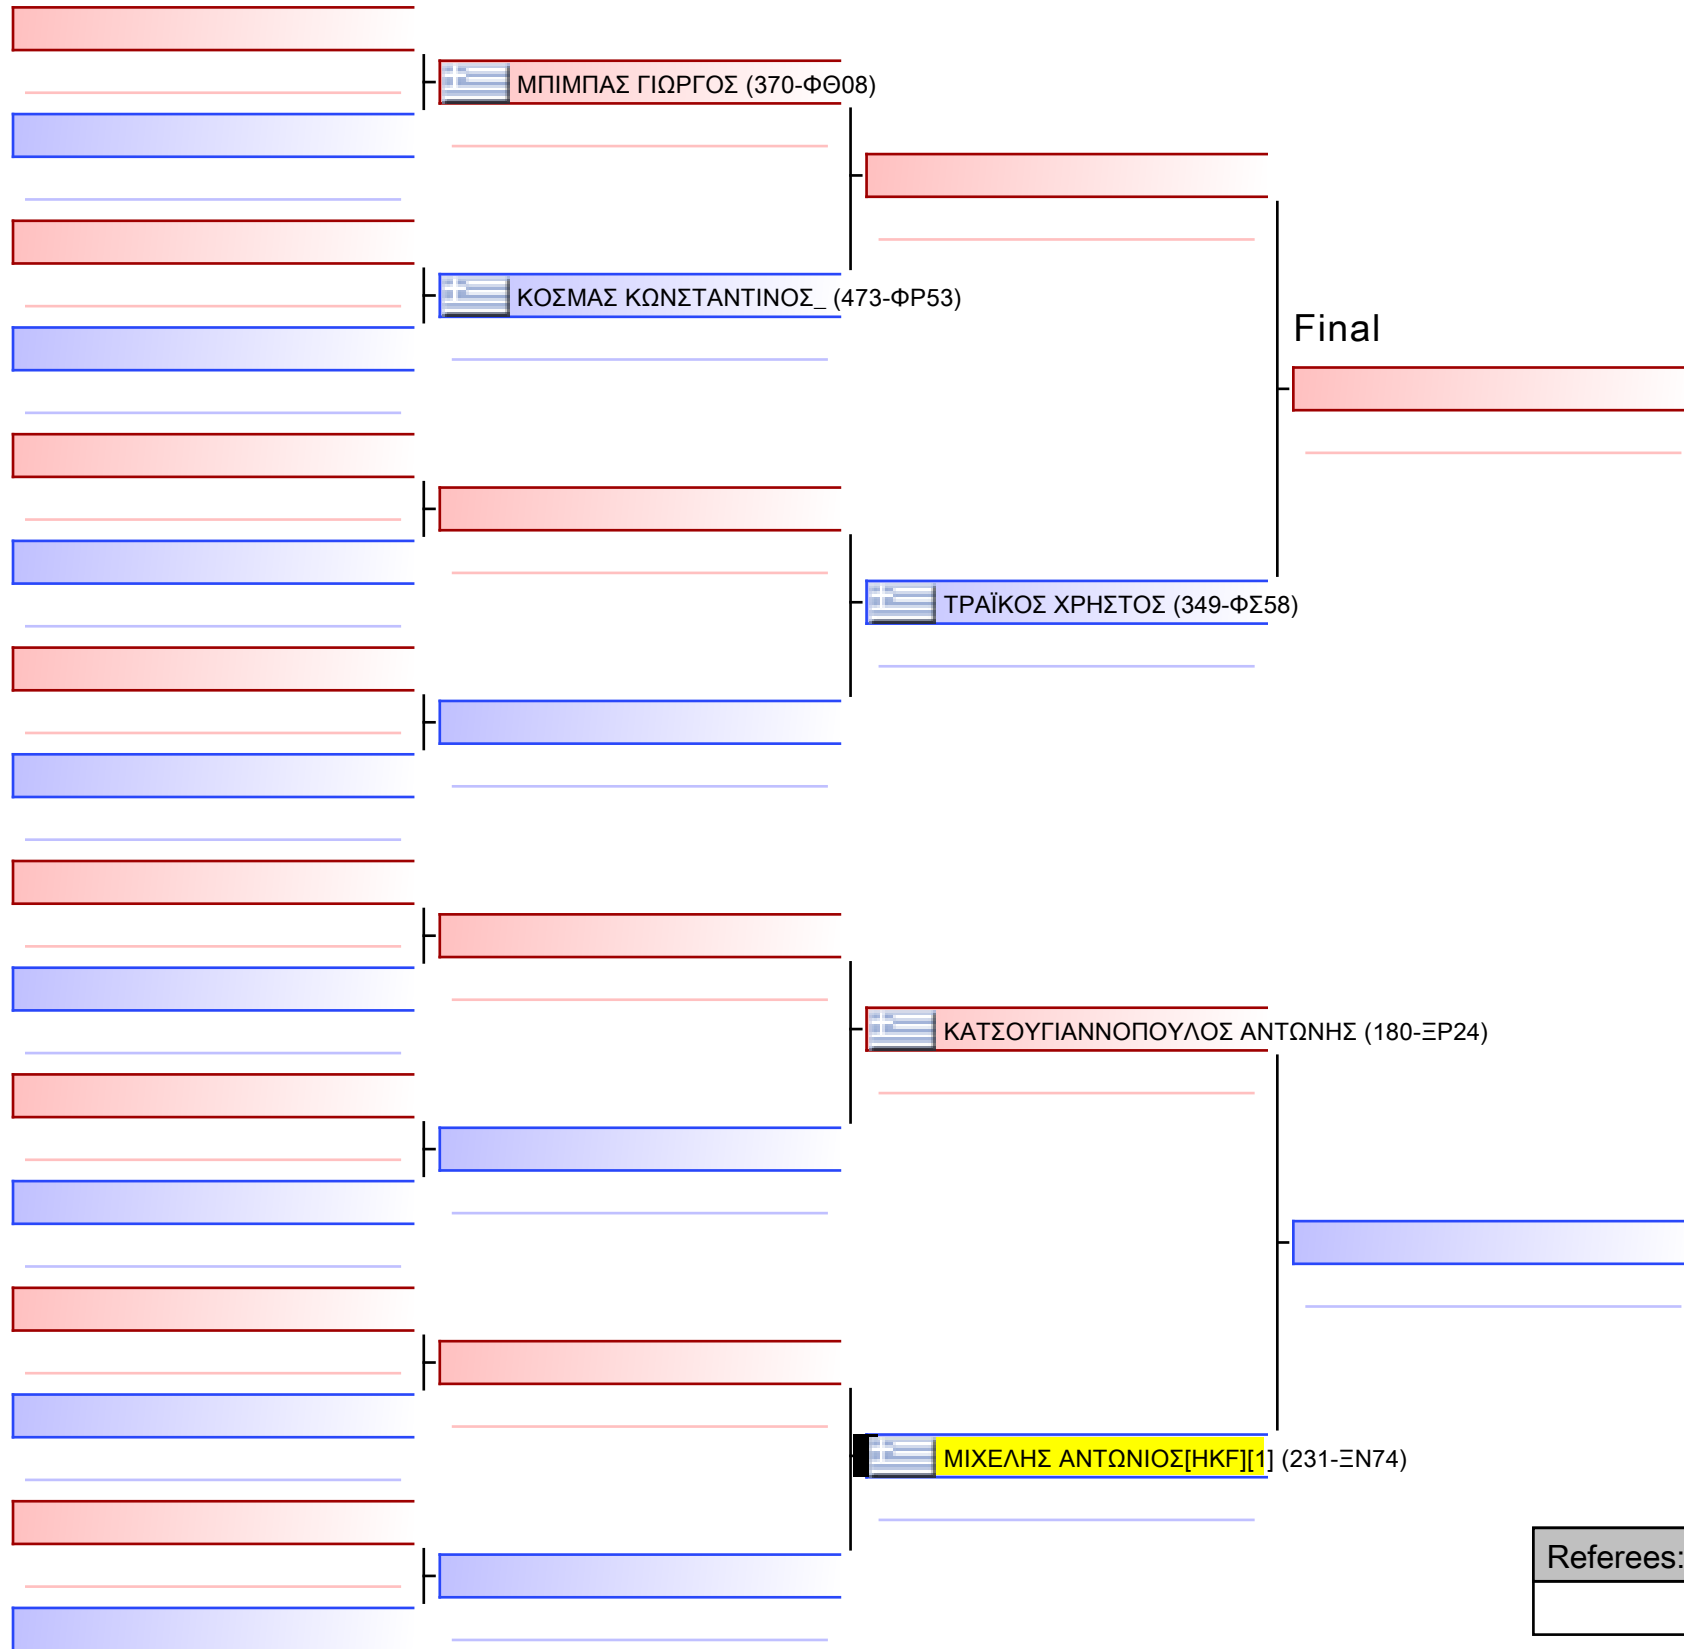 ΜΠΙΜΠΑΣ ΓΙΩΡΓΟΣ (370-ΦΘ08)
ΚΟΣΜΑΣ ΚΩΝΣΤΑΝΤΙΝΟΣ_ (473-ΦΡ53)
Final
ΤΡΑΪΚΟΣ ΧΡΗΣΤΟΣ (349-ΦΣ58)
ΚΑΤΣΟΥΓΙΑΝΝΟΠΟΥΛΟΣ ΑΝΤΩΝΗΣ (180-ΞΡ24)
ΜΙΧΕΛΗΣ ΑΝΤΩΝΙΟΣ[HKF][1] (231-ΞΝ74)
Referees: